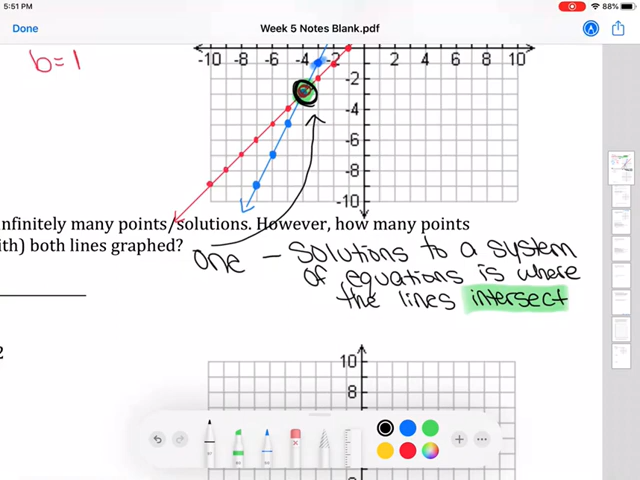 5:51 PM
88%
Done
Week 5 Notes Blank.pdf
b=1
-10 -8 -6 -4 -2 2 4 6 8 10
-2
-4
-6
-8
-10
nfinitely many points/solutions. However, how many points
ith) both lines graphed?
one – solutions to a system
of equations is where
the lines intersect
2
10
8